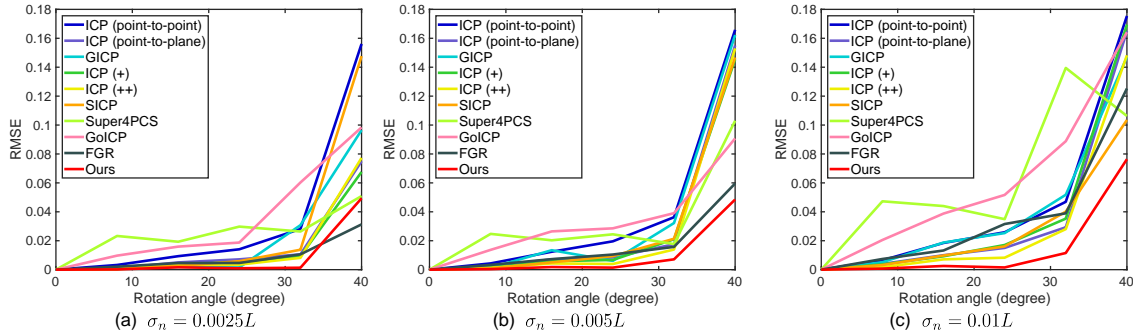 0.18
0.16
0.14
0.12
0.1
0.08
0.06
0.04
0.02
0
RMSE
ICP (point-to-point)
ICP (point-to-plane)
GICP
ICP (+)
ICP (++)
SICP
Super4PCS
GoICP
FGR
Ours
0 10 20 30 40
Rotation angle (degree)
(a) σₙ = 0.0025L
0.18
0.16
0.14
0.12
0.1
0.08
0.06
0.04
0.02
0
RMSE
ICP (point-to-point)
ICP (point-to-plane)
GICP
ICP (+)
ICP (++)
SICP
Super4PCS
GoICP
FGR
Ours
0 10 20 30 40
Rotation angle (degree)
(b) σₙ = 0.005L
0.18
0.16
0.14
0.12
0.1
0.08
0.06
0.04
0.02
0
RMSE
ICP (point-to-point)
ICP (point-to-plane)
GICP
ICP (+)
ICP (++)
SICP
Super4PCS
GoICP
FGR
Ours
0 10 20 30 40
Rotation angle (degree)
(c) σₙ = 0.01L